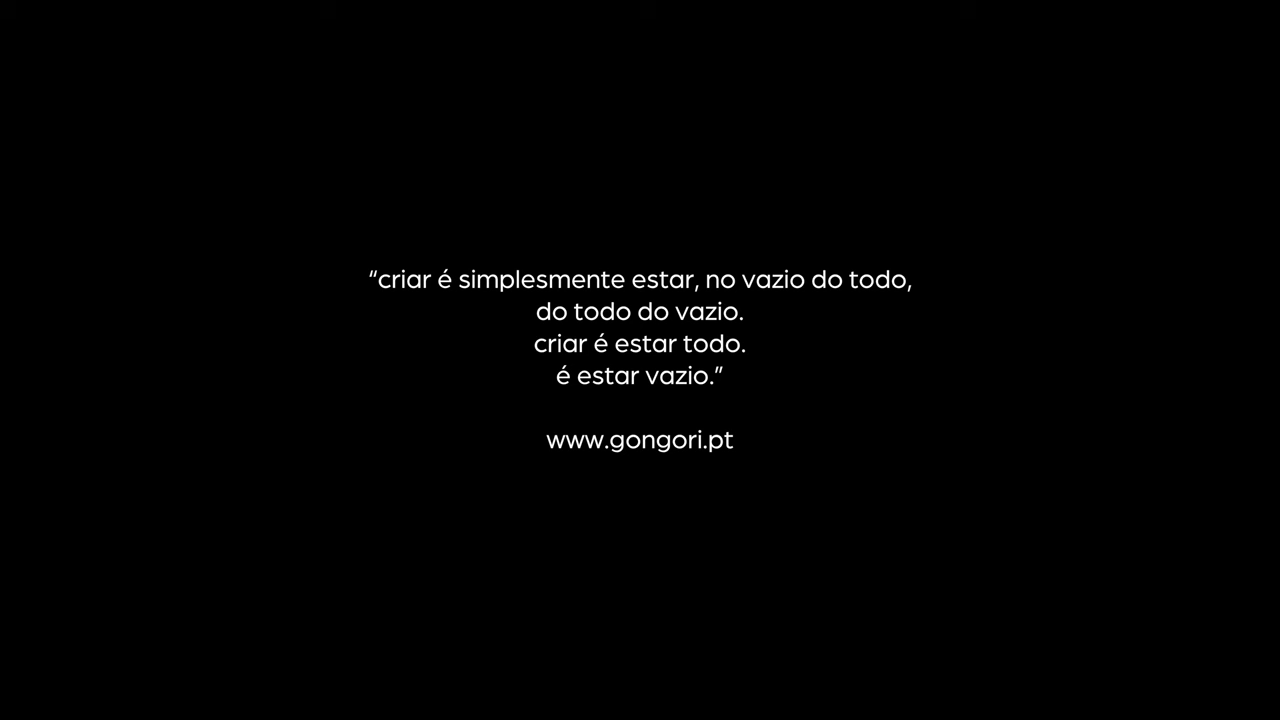 “criar é simplesmente estar, no vazio do todo,
do todo do vazio.
criar é estar todo.
é estar vazio.”
www.gongori.pt